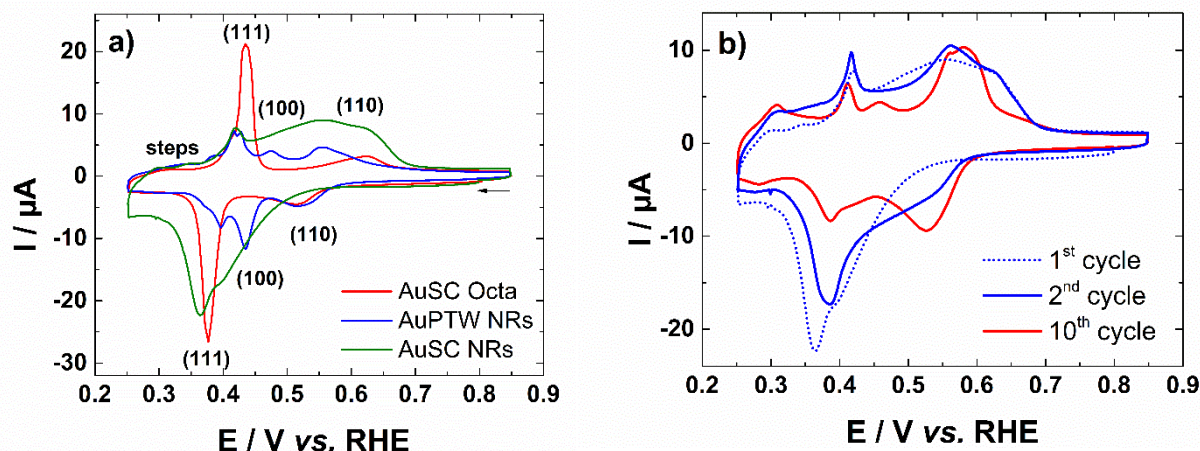 a)
(111)
(100)
(110)
steps
(110)
(100)
(111)
AuSC Octa
AuPTW NRs
AuSC NRs
20
10
0
-10
-20
-30
I / µA
0.2 0.3 0.4 0.5 0.6 0.7 0.8 0.9
E / V vs. RHE
b)
1st cycle
2nd cycle
10th cycle
10
0
-10
-20
I / µA
0.2 0.3 0.4 0.5 0.6 0.7 0.8 0.9
E / V vs. RHE